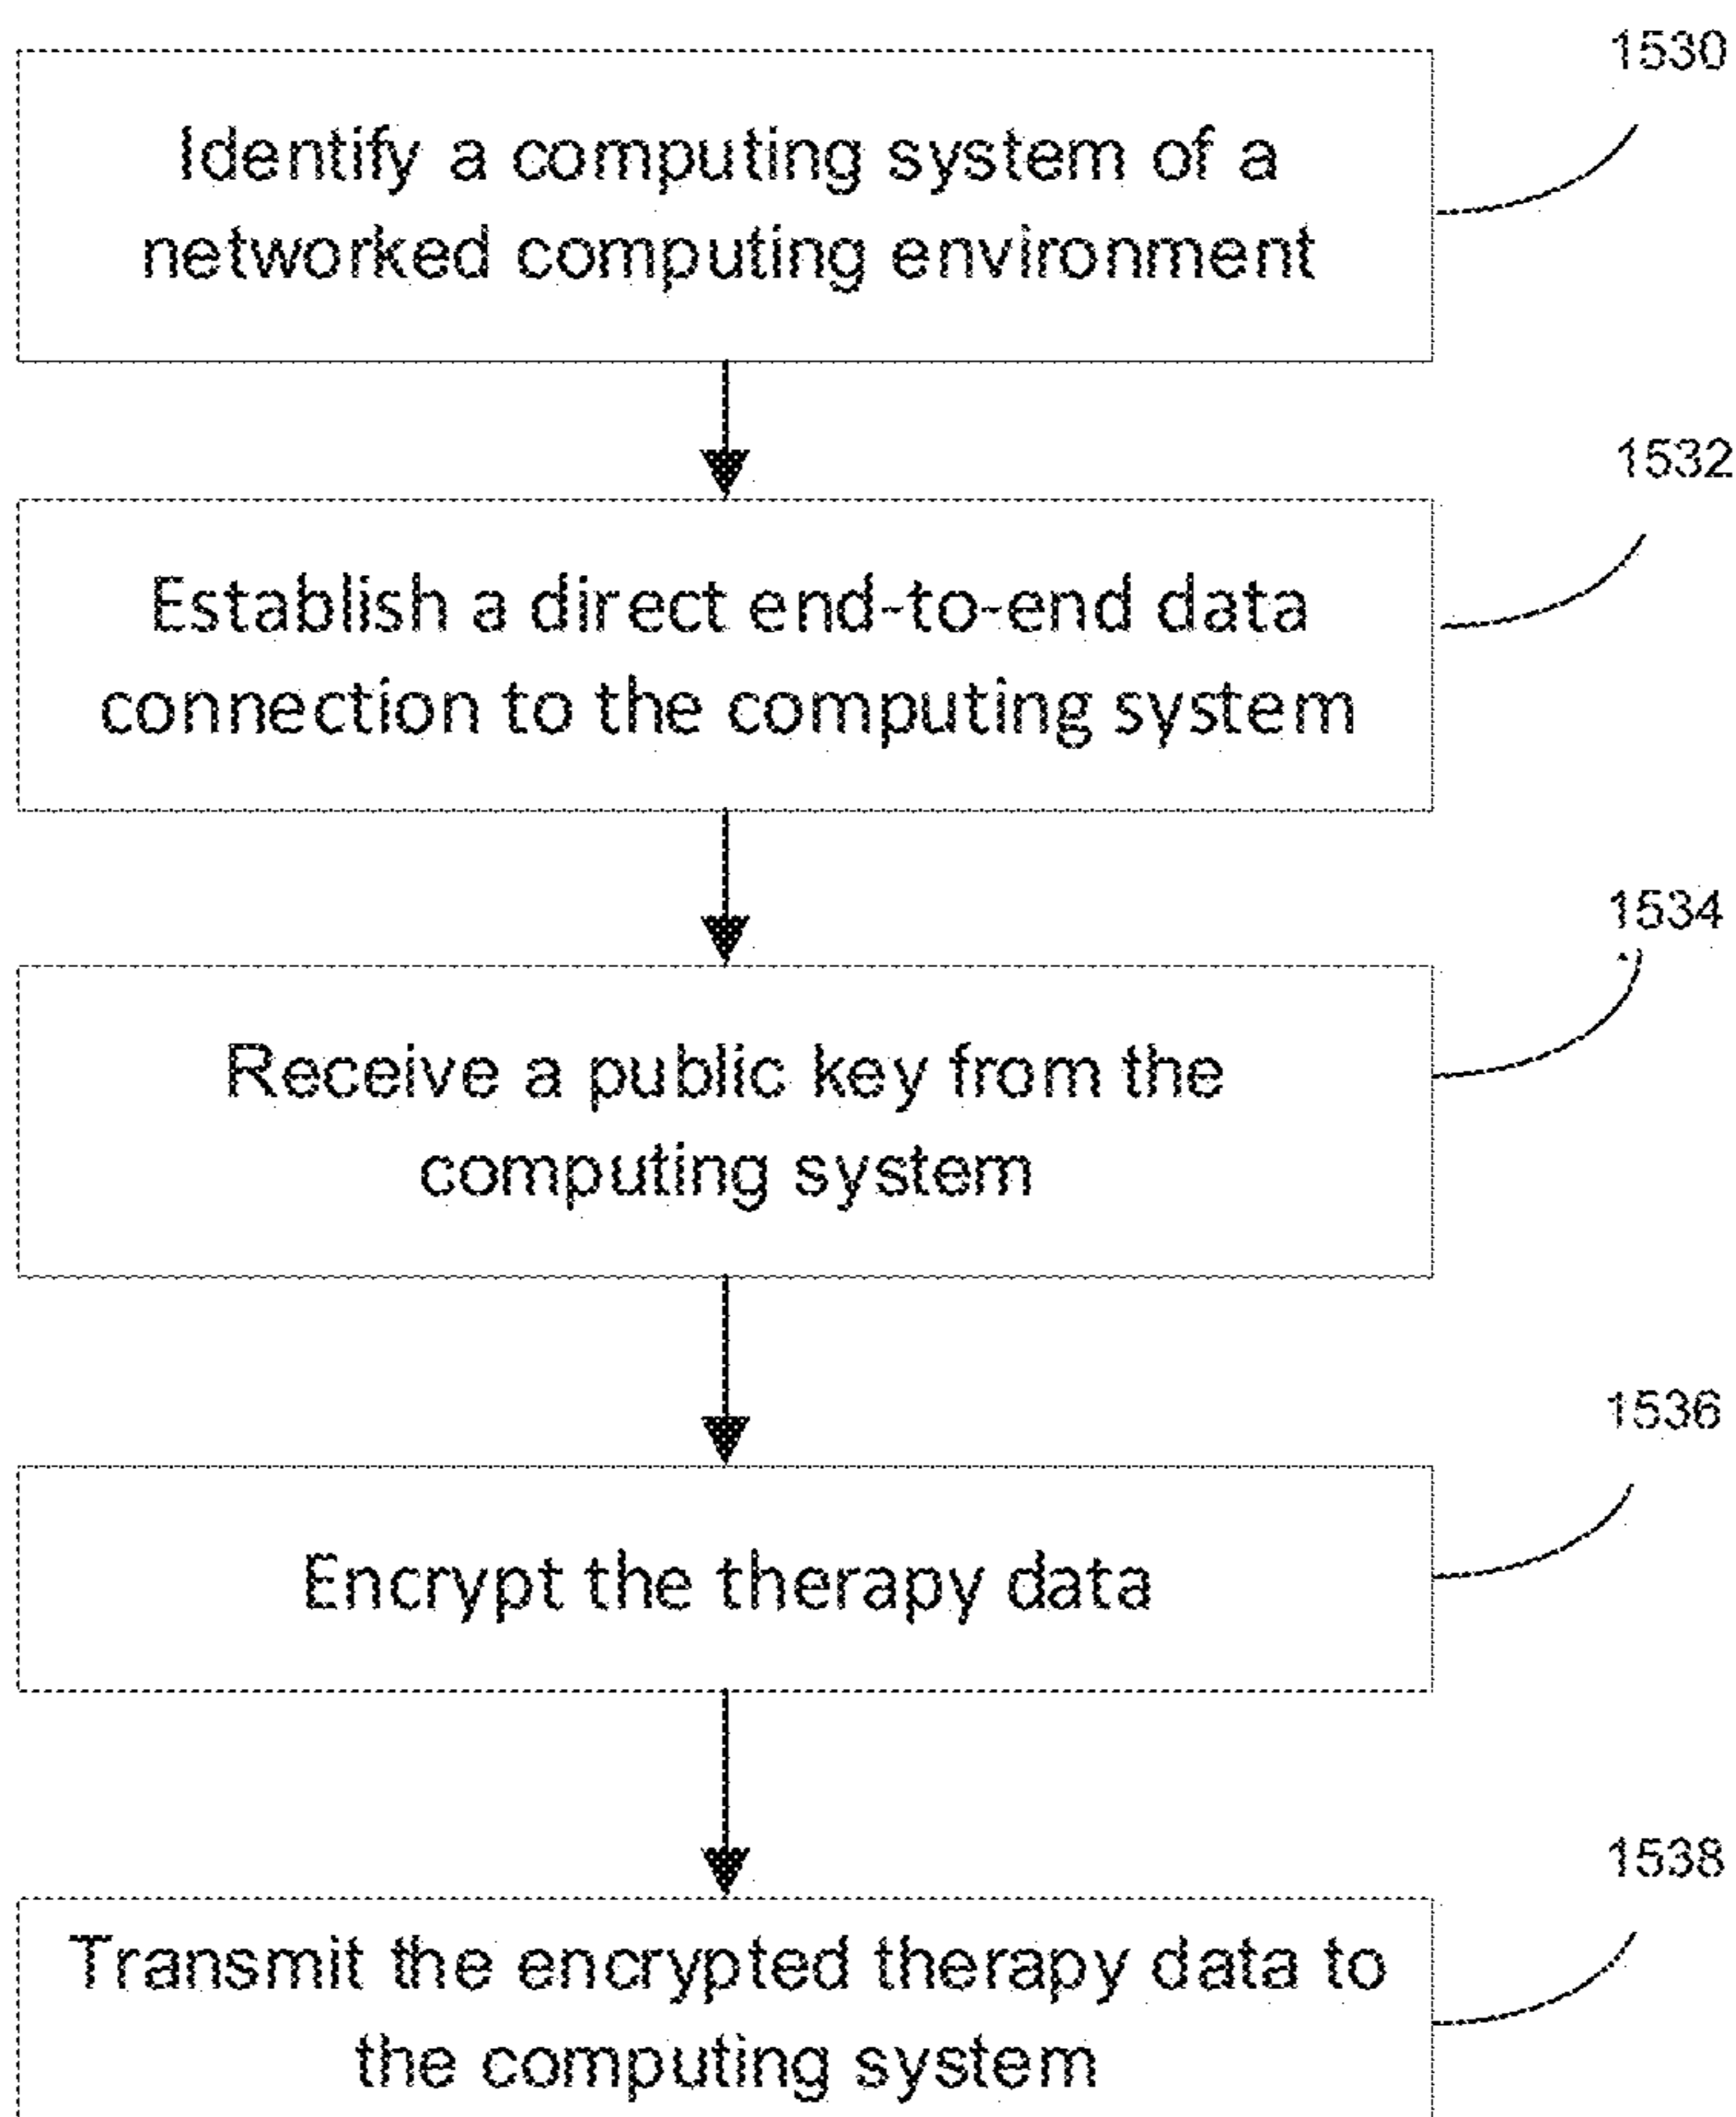 1530
Identify a computing system of a
networked computing environment
1532
Establish a direct end-to-end data
connection to the computing system
1534
Receive a public key from the
computing system
1536
Encrypt the therapy data
1538
Transmit the encrypted therapy data to
the computing system